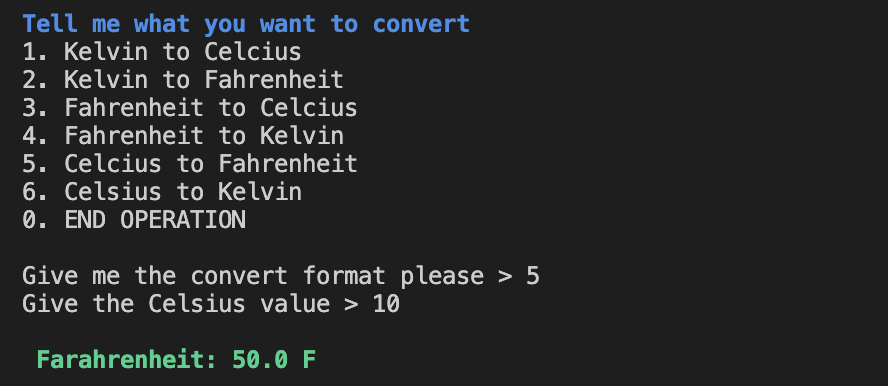 Tell me what you want to convert
1. Kelvin to Celcius
2. Kelvin to Fahrenheit
3. Fahrenheit to Celcius
4. Fahrenheit to Kelvin
5. Celcius to Fahrenheit
6. Celsius to Kelvin
0. END OPERATION
Give me the convert format please > 5
Give the Celsius value > 10
Farahrenheit: 50.0 F